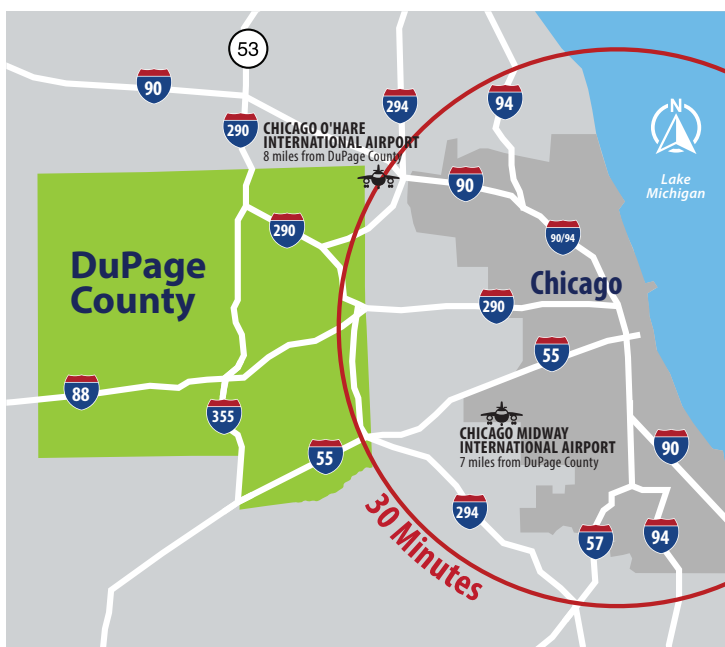 53
90
294
94
290
CHICAGO O'HARE
INTERNATIONAL AIRPORT
8 miles from DuPage County
N
Lake
Michigan
90
290
90/94
DuPage
County
Chicago
290
55
88
355
CHICAGO MIDWAY
INTERNATIONAL AIRPORT
7 miles from DuPage County
90
55
30 Minutes
294
57
94